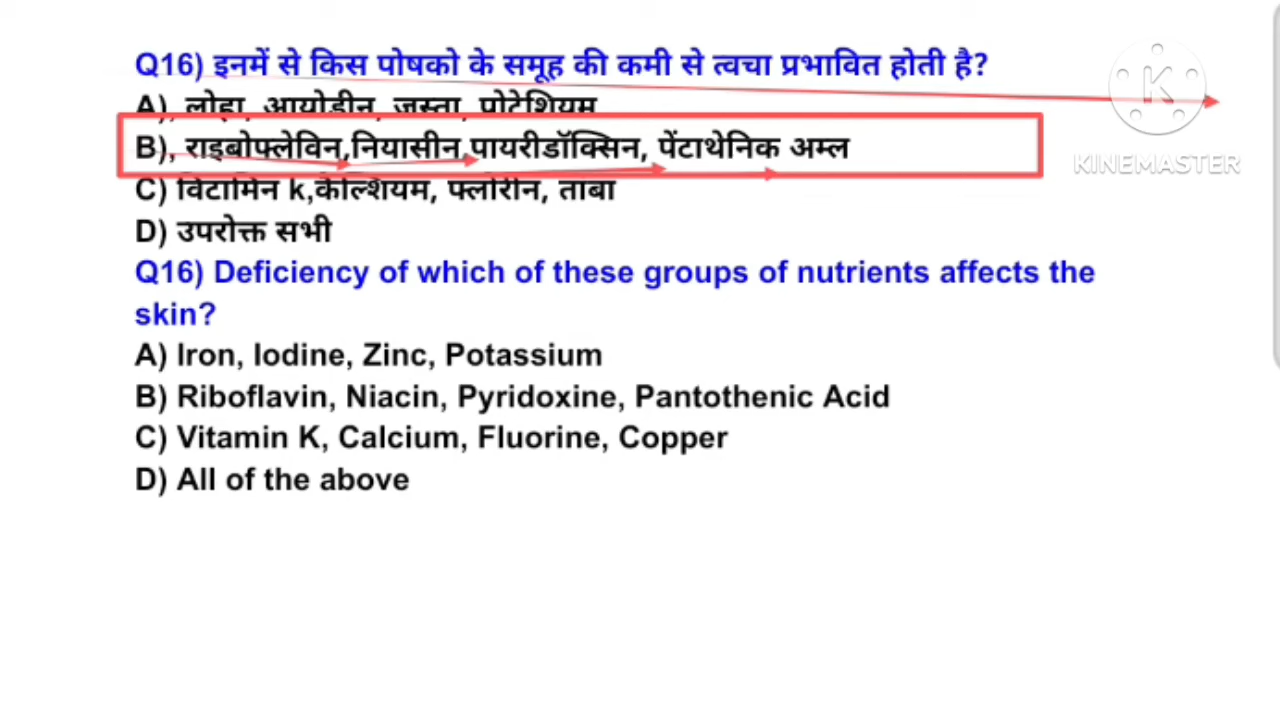 Q16) इनमें से किस पोषको के समूह की कमी से त्वचा प्रभावित होती है?
A), लोहा, आयोडीन, जस्ता, पोटेशियम
B), राइबोफ्लेविन,नियासीन,पायरीडॉक्सिन, पेंटाथेनिक अम्ल
C) विटामिन k,केल्शियम, फ्लोरीन, तांबा
D) उपरोक्त सभी
Q16) Deficiency of which of these groups of nutrients affects the
skin?
A) Iron, Iodine, Zinc, Potassium
B) Riboflavin, Niacin, Pyridoxine, Pantothenic Acid
C) Vitamin K, Calcium, Fluorine, Copper
D) All of the above
K
KINEMASTER